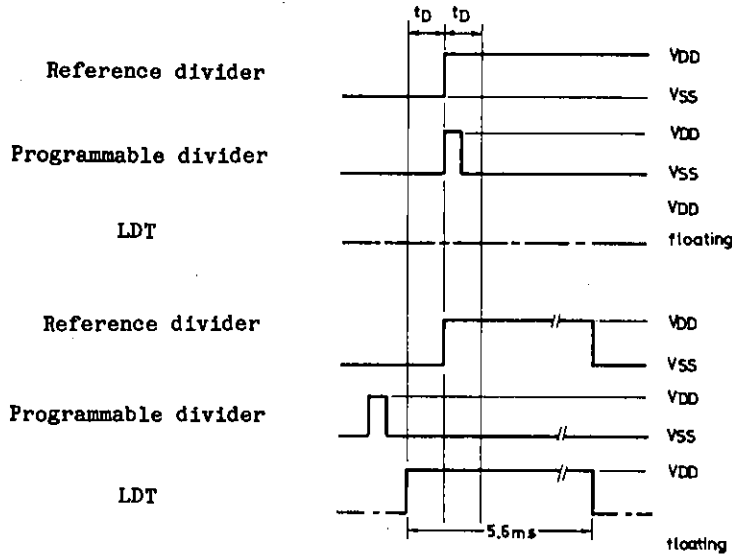 tD tD
Reference divider VDD
VSS
Programmable divider VDD
VSS
VDD
LDT floating
Reference divider VDD
VSS
Programmable divider VDD
VSS
LDT VDD
5.6ms
floating